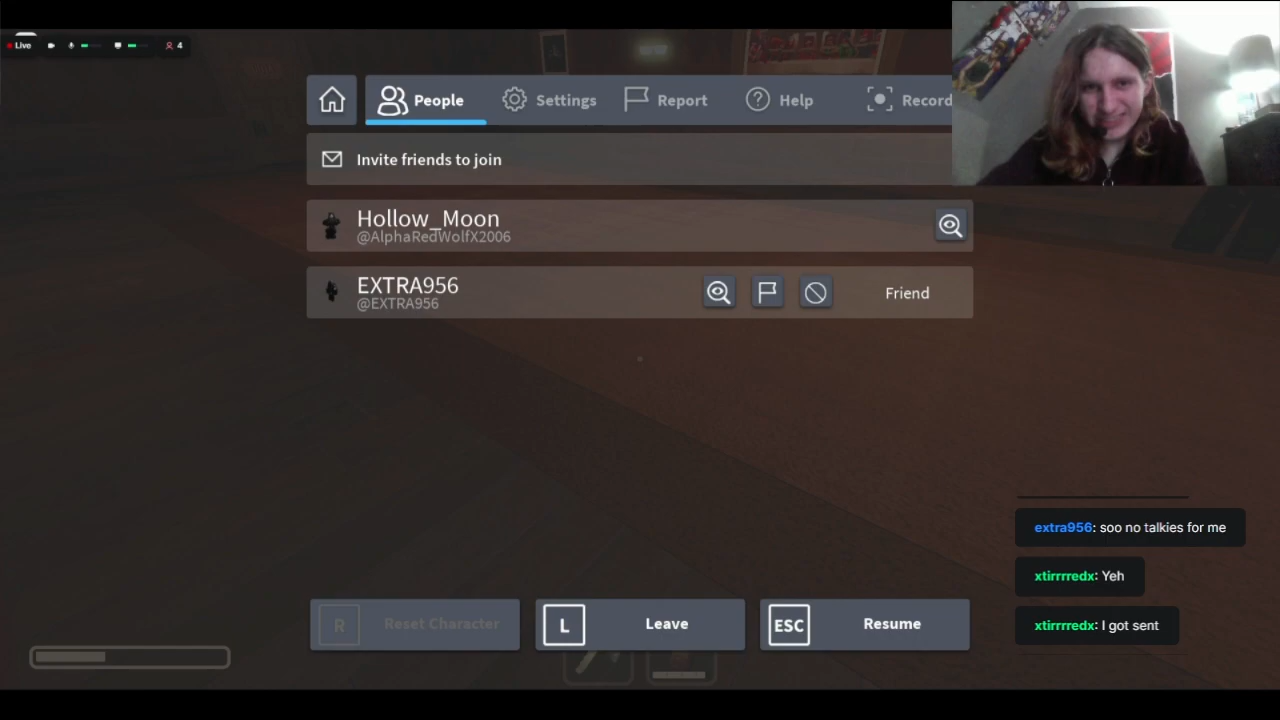 Live
4
People
Settings
Report
Help
Record
Invite friends to join
Hollow_Moon
@AlphaRedWolfX2006
EXTRA956
@EXTRA956
Friend
extra956: soo no talkies for me
xtirrrredx: Yeh
xtirrrredx: I got sent
R Reset Character
L Leave
ESC Resume